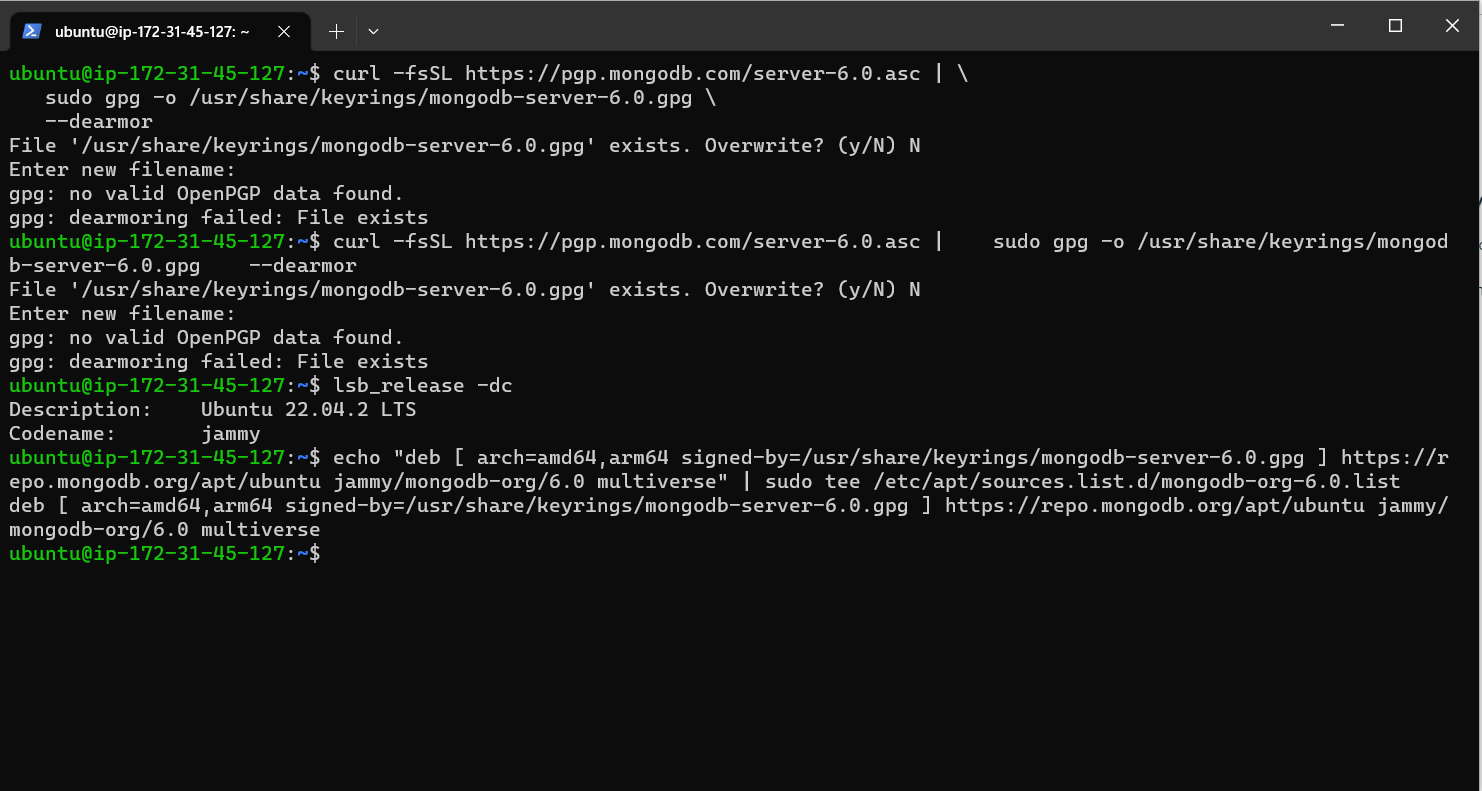 ubuntu@ip-172-31-45-127: ~
ubuntu@ip-172-31-45-127:~$ curl -fsSL https://pgp.mongodb.com/server-6.0.asc | \
   sudo gpg -o /usr/share/keyrings/mongodb-server-6.0.gpg \
   --dearmor
File '/usr/share/keyrings/mongodb-server-6.0.gpg' exists. Overwrite? (y/N) N
Enter new filename:
gpg: no valid OpenPGP data found.
gpg: dearmoring failed: File exists
ubuntu@ip-172-31-45-127:~$ curl -fsSL https://pgp.mongodb.com/server-6.0.asc |    sudo gpg -o /usr/share/keyrings/mongod
b-server-6.0.gpg    --dearmor
File '/usr/share/keyrings/mongodb-server-6.0.gpg' exists. Overwrite? (y/N) N
Enter new filename:
gpg: no valid OpenPGP data found.
gpg: dearmoring failed: File exists
ubuntu@ip-172-31-45-127:~$ lsb_release -dc
Description:    Ubuntu 22.04.2 LTS
Codename:       jammy
ubuntu@ip-172-31-45-127:~$ echo "deb [ arch=amd64,arm64 signed-by=/usr/share/keyrings/mongodb-server-6.0.gpg ] https://r
epo.mongodb.org/apt/ubuntu jammy/mongodb-org/6.0 multiverse" | sudo tee /etc/apt/sources.list.d/mongodb-org-6.0.list
deb [ arch=amd64,arm64 signed-by=/usr/share/keyrings/mongodb-server-6.0.gpg ] https://repo.mongodb.org/apt/ubuntu jammy/
mongodb-org/6.0 multiverse
ubuntu@ip-172-31-45-127:~$